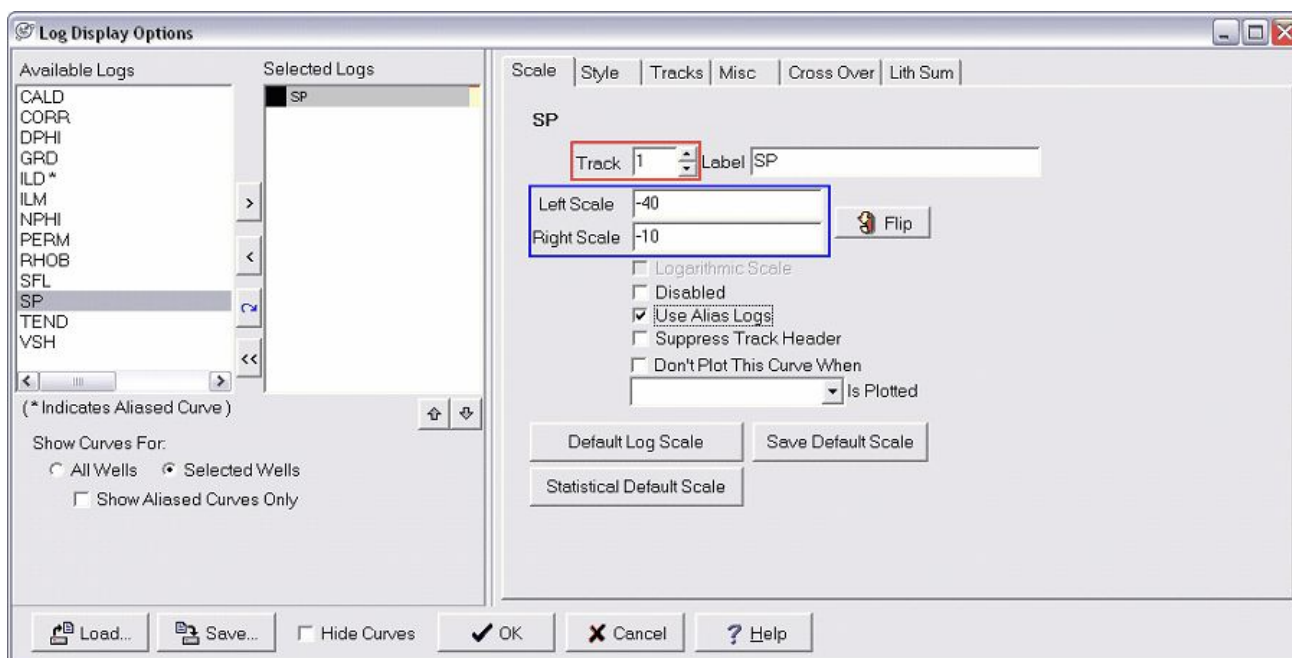 Log Display Options
Available Logs
CALD
CORR
DPHI
GRD
ILD *
ILM
NPHI
PERM
RHOB
SFL
SP
TEND
VSH
(* Indicates Aliased Curve )
Show Curves For:
All Wells Selected Wells
Show Aliased Curves Only
Selected Logs
SP
>
<
<<
Scale Style Tracks Misc Cross Over Lith Sum
SP
Track 1 Label SP
Left Scale -40
Right Scale -10
Flip
Logarithmic Scale
Disabled
Use Alias Logs
Suppress Track Header
Don't Plot This Curve When
Is Plotted
Default Log Scale Save Default Scale
Statistical Default Scale
Load... Save... Hide Curves OK Cancel ? Help